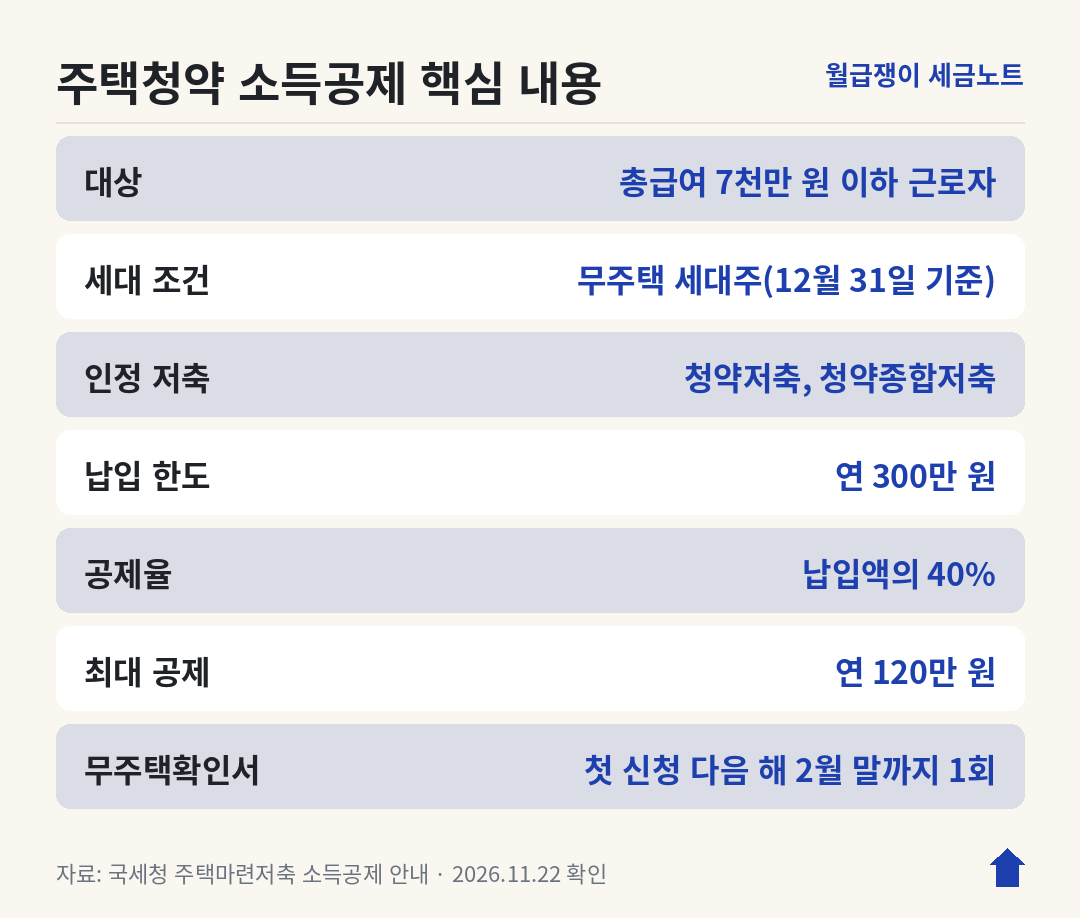 주택청약 소득공제 핵심 내용
월급쟁이 세금노트
대상 총급여 7천만 원 이하 근로자
세대 조건 무주택 세대주(12월 31일 기준)
인정 저축 청약저축, 청약종합저축
납입 한도 연 300만 원
공제율 납입액의 40%
최대 공제 연 120만 원
무주택확인서 첫 신청 다음 해 2월 말까지 1회
자료: 국세청 주택마련저축 소득공제 안내 · 2026.11.22 확인